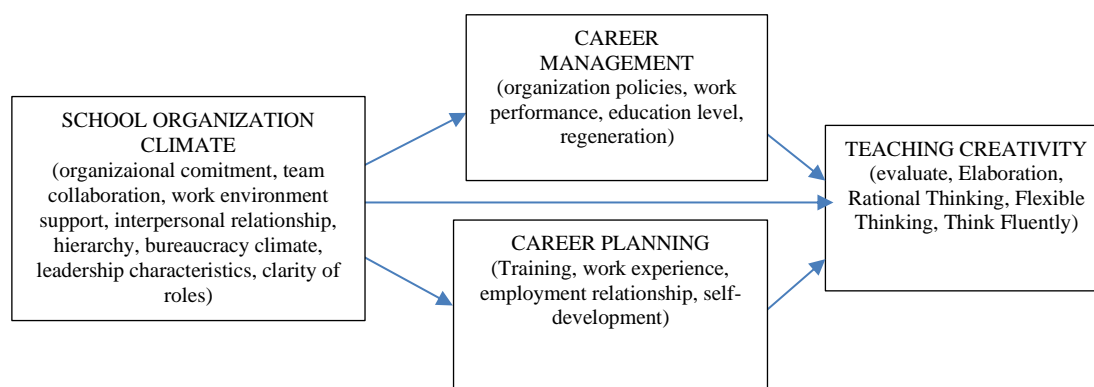 SCHOOL ORGANIZATION
CLIMATE
(organizaional comitment, team
collaboration, work environment
support, interpersonal relationship,
hierarchy, bureaucracy climate,
leadership characteristics, clarity of
roles)
CAREER
MANAGEMENT
(organization policies, work
performance, education level,
regeneration)
CAREER PLANNING
(Training, work experience,
employment relationship, self-
development)
TEACHING CREATIVITY
(evaluate, Elaboration,
Rational Thinking, Flexible
Thinking, Think Fluently)